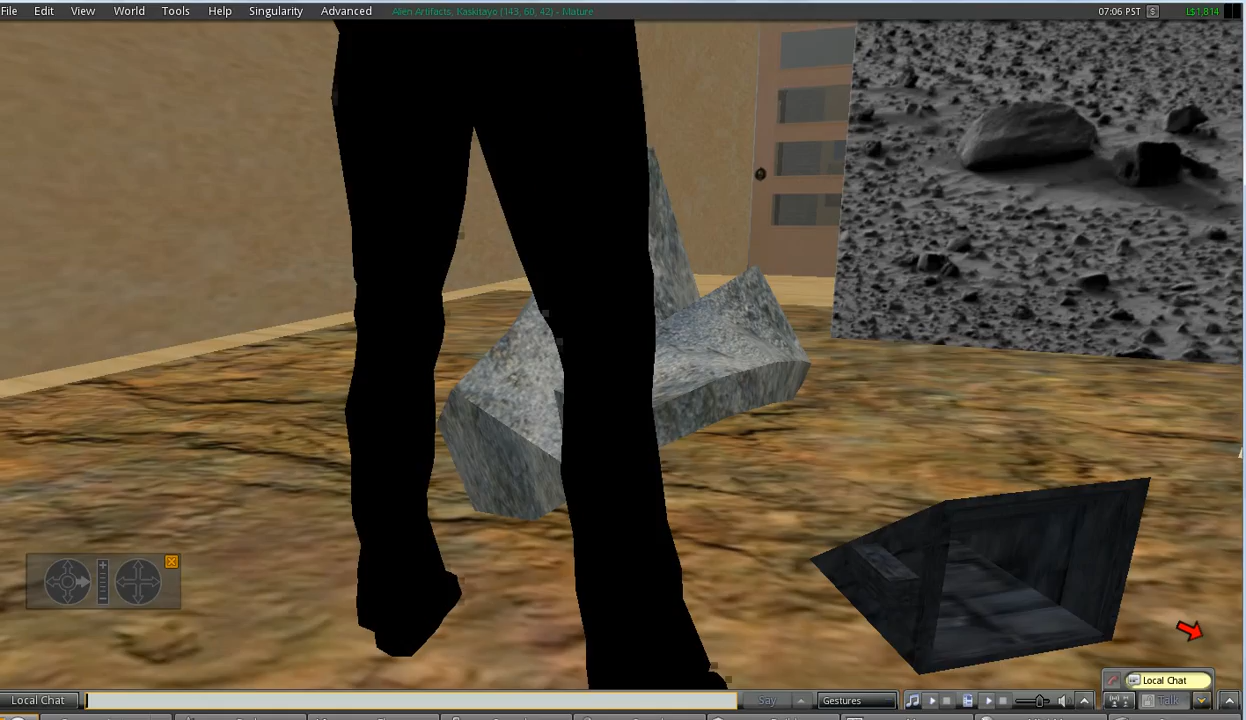 File Edit View World Tools Help Singularity Advanced Alien Artifacts, Kaskitayo (143, 60, 42) - Mature 07:06 PST $ L$1,814
Local Chat
Local Chat Say Gestures Talk